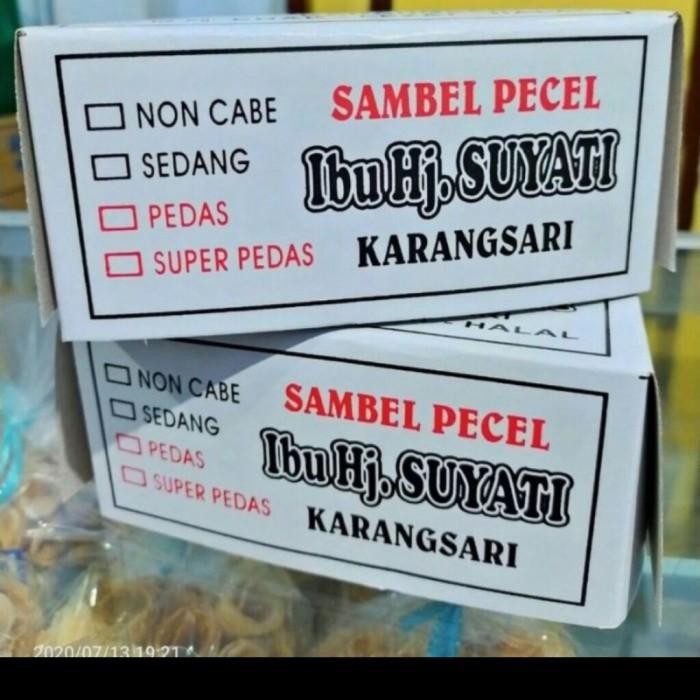 NON CABE
SEDANG
PEDAS
SUPER PEDAS
SAMBEL PECEL
Ibu Hj. SUYATI
KARANGSARI
HALAL
NON CABE
SEDANG
PEDAS
SUPER PEDAS
SAMBEL PECEL
Ibu Hj. SUYATI
KARANGSARI
2020/07/13 19:21